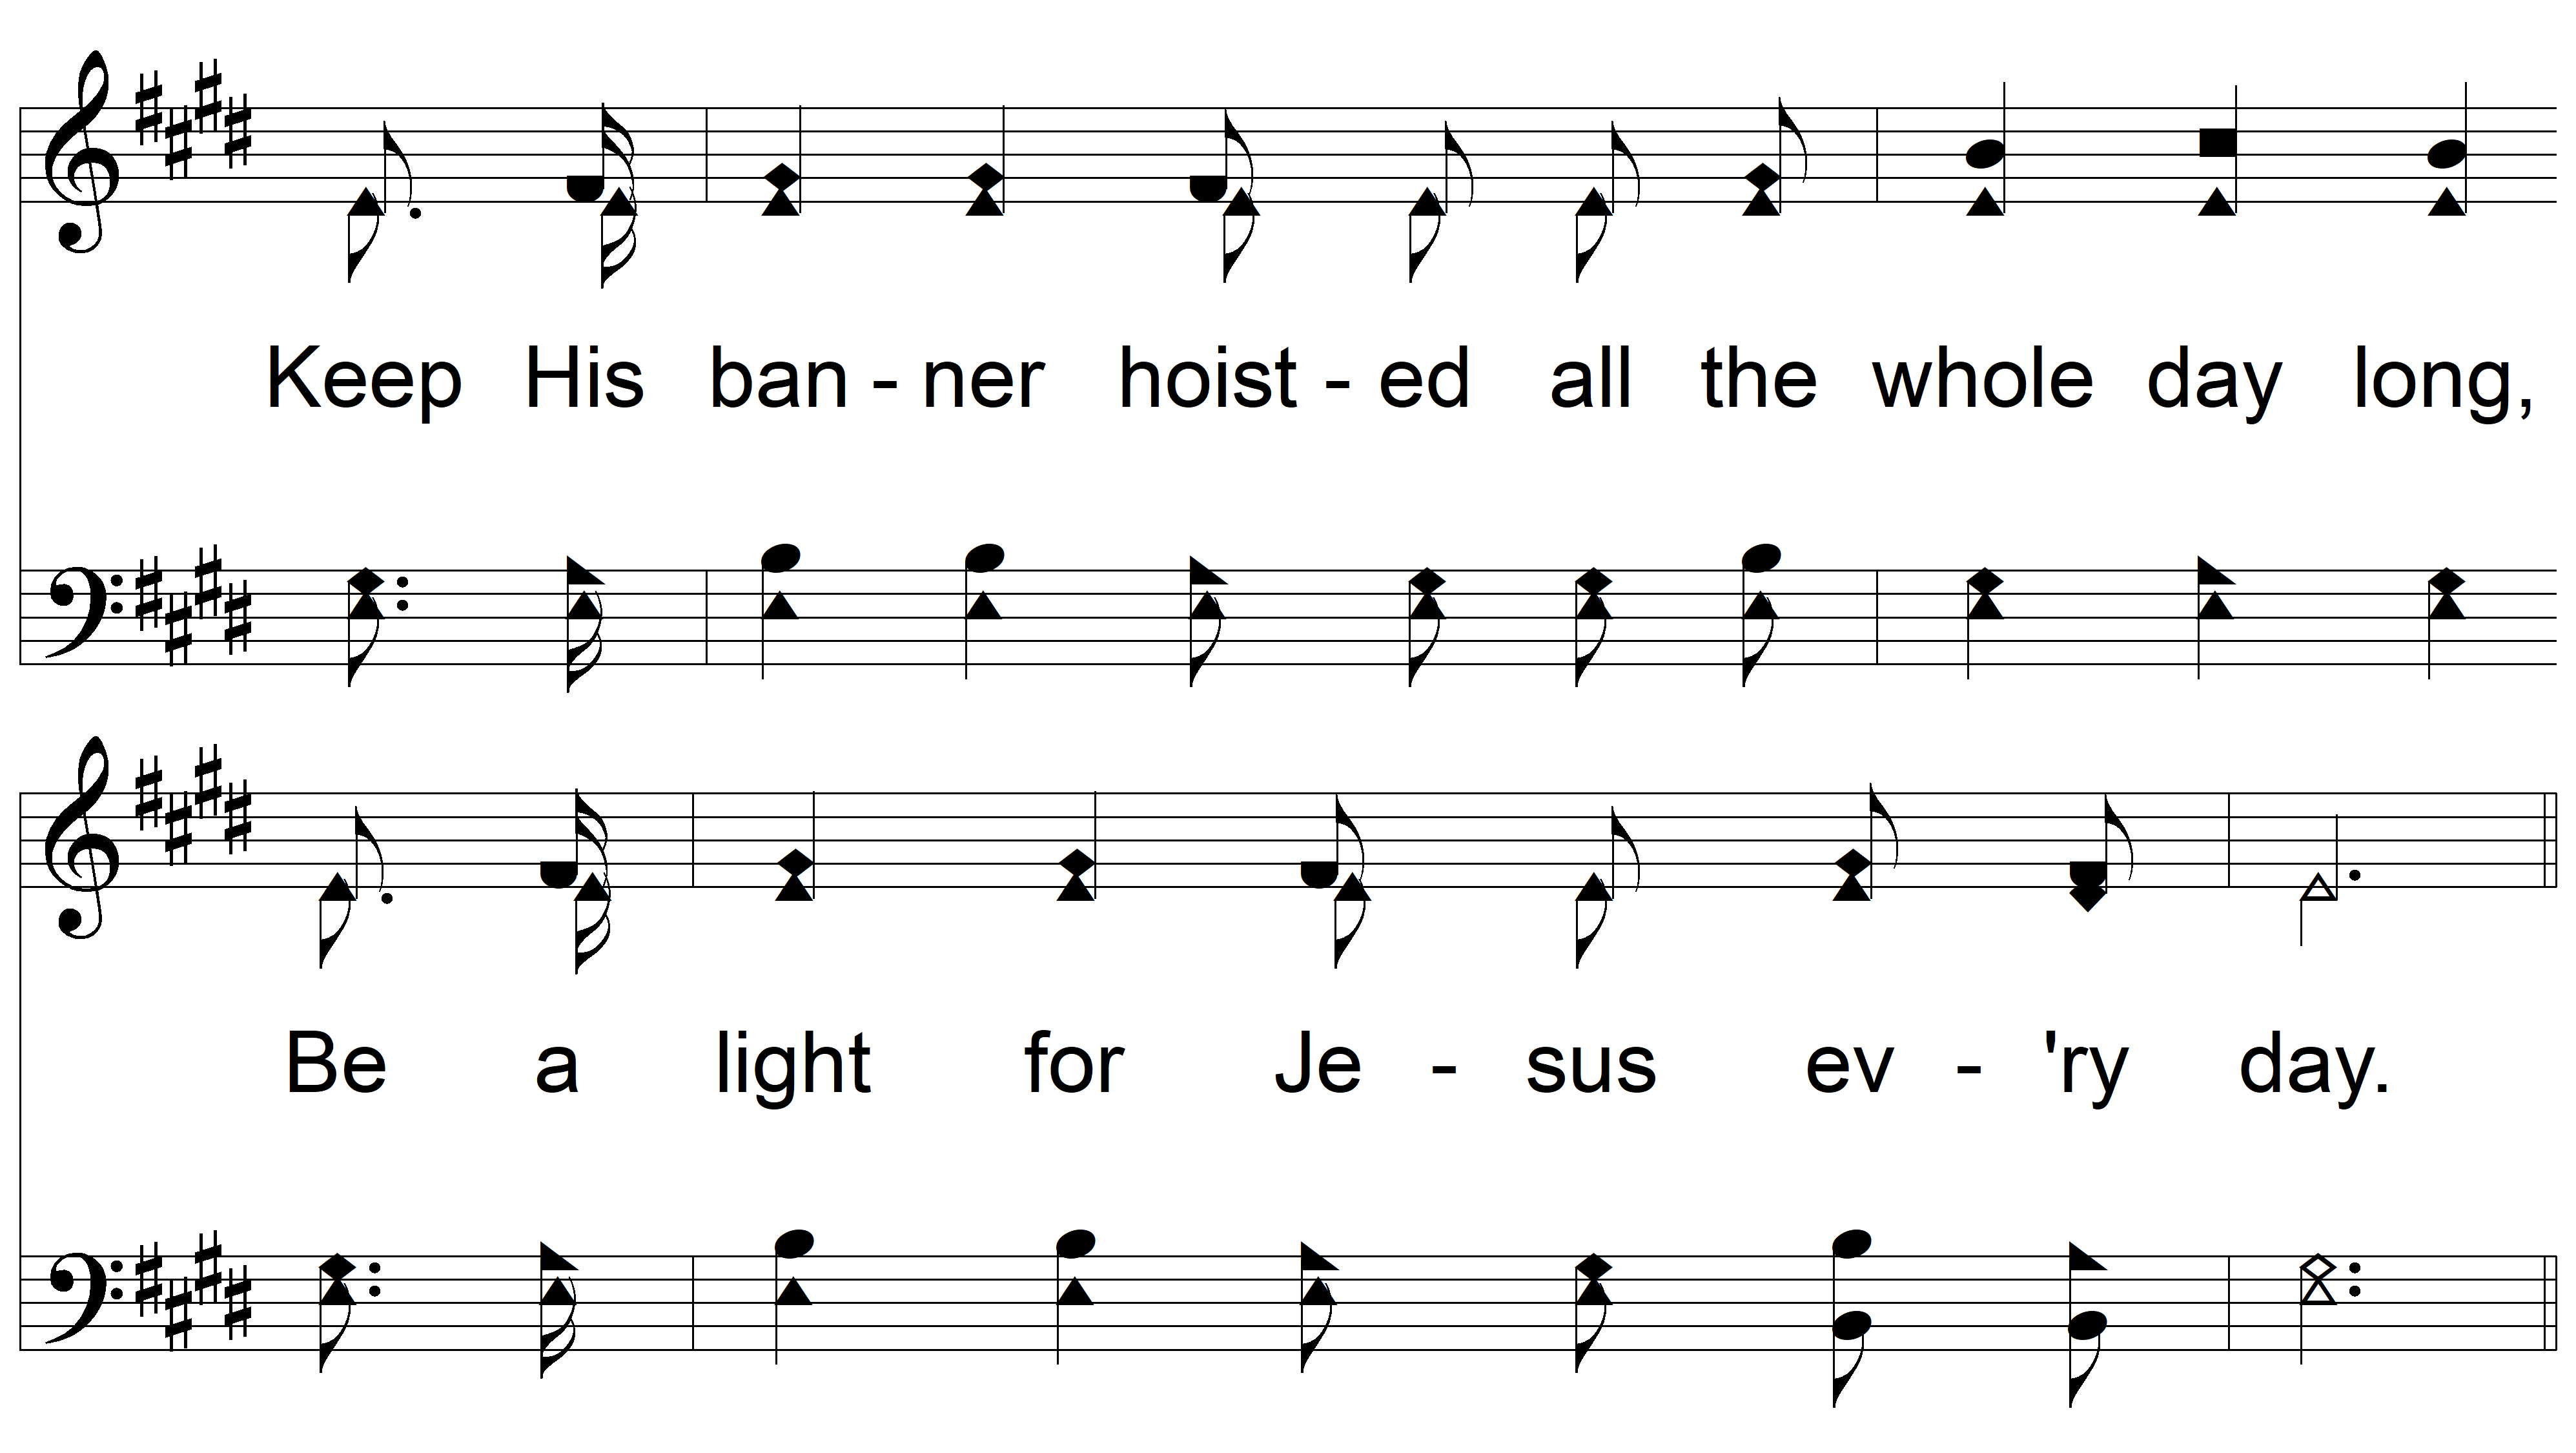 Keep His ban - ner hoist - ed all the whole day long,
Be a light for Je - sus ev - 'ry day.